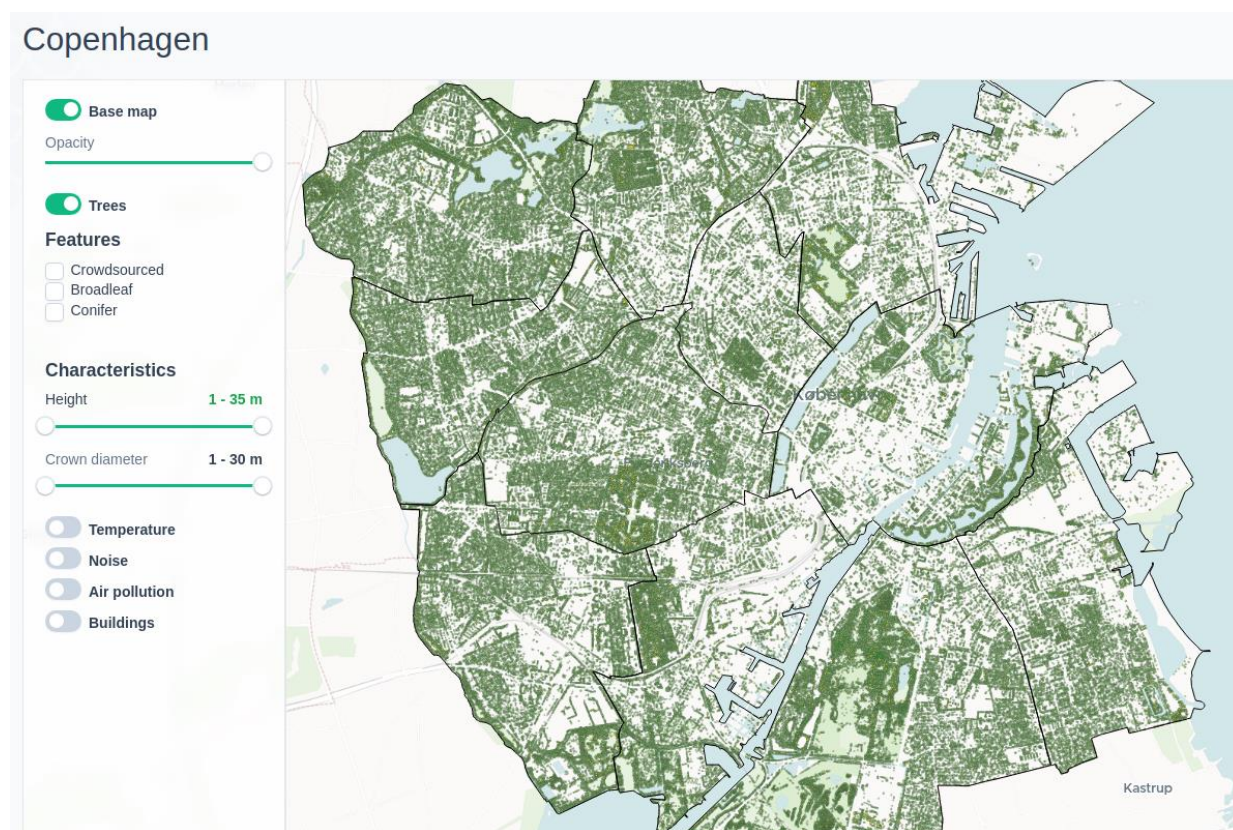 Copenhagen
Base map
Opacity
Trees
Features
Crowdsourced
Broadleaf
Conifer
Characteristics
Height 1 - 35 m
Crown diameter 1 - 30 m
Temperature
Noise
Air pollution
Buildings
Kastrup